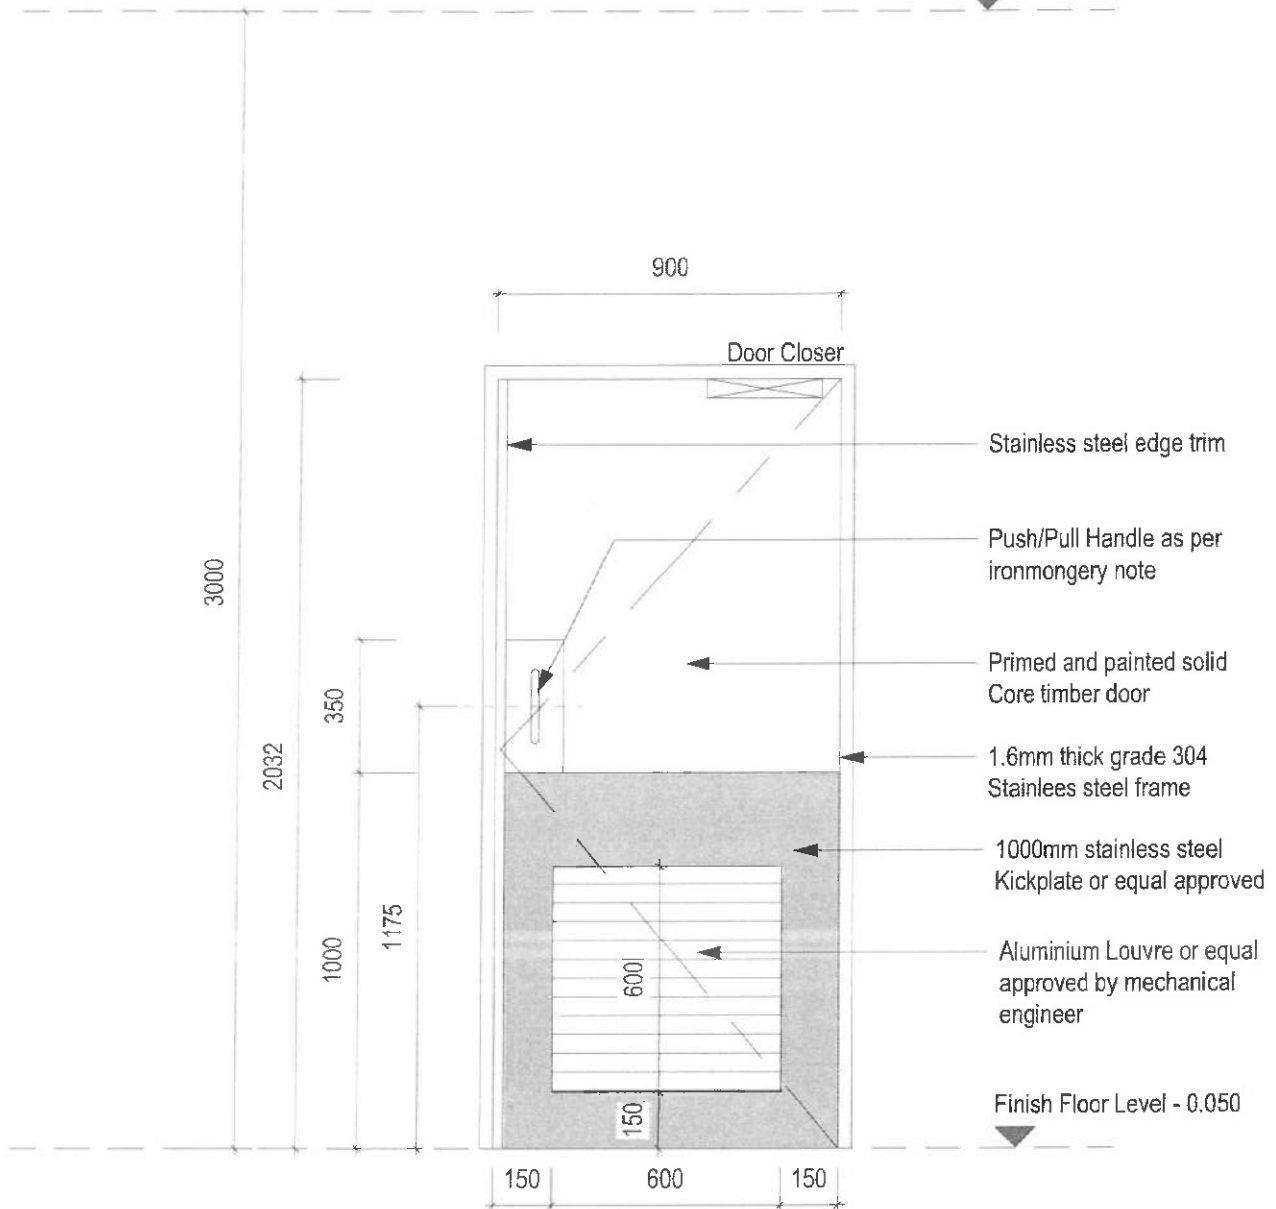 900
Door Closer
Stainless steel edge trim
Push/Pull Handle as per
ironmongery note
3000
Primed and painted solid
Core timber door
350
2032
1.6mm thick grade 304
Stainlees steel frame
1000mm stainless steel
Kickplate or equal approved
1175
1000
Aluminium Louvre or equal
approved by mechanical
engineer
600
Finish Floor Level - 0.050
150
150 600 150